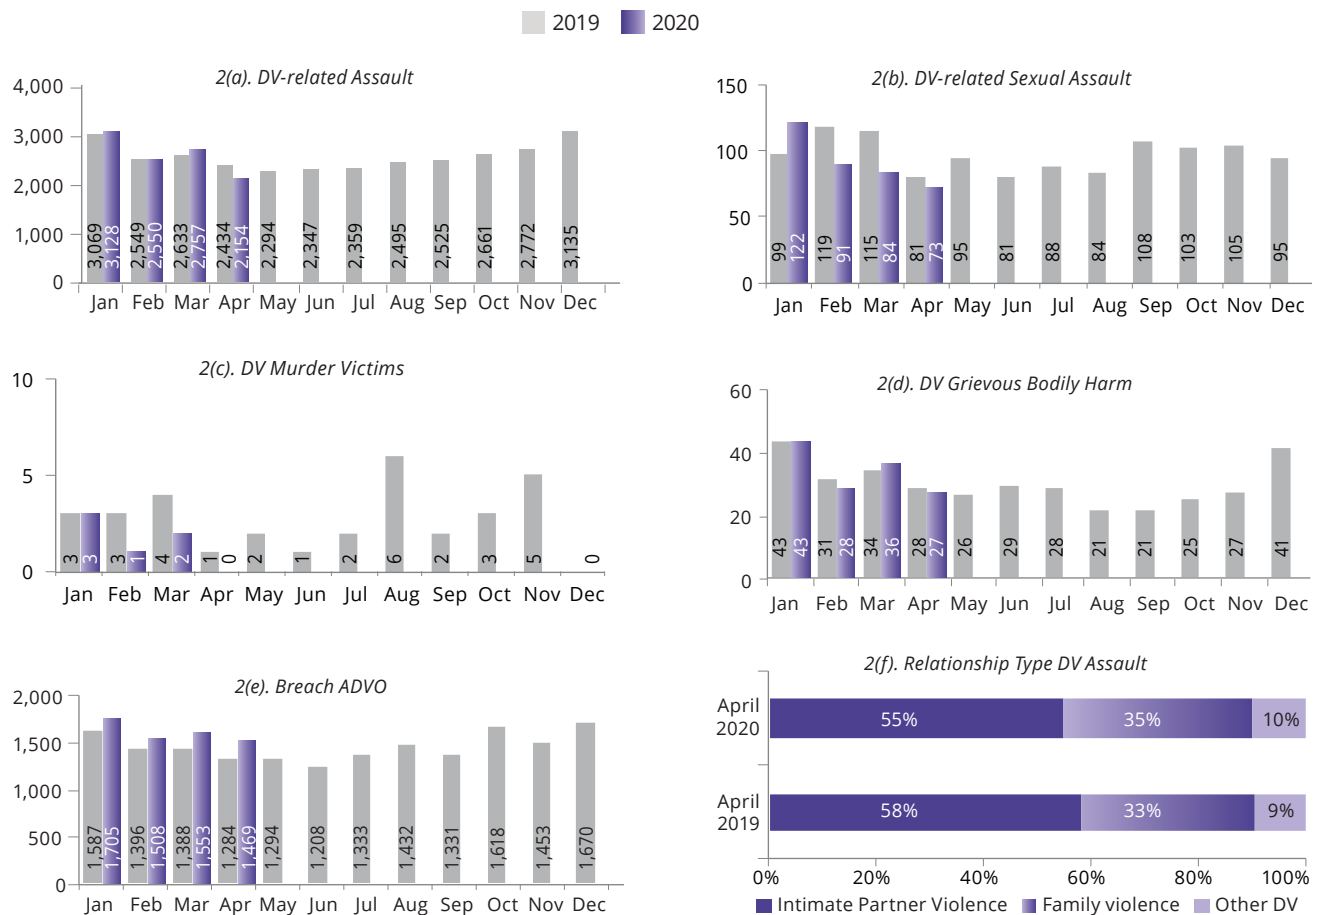 2019 2020
2(a). DV-related Assault
4,000
3,000
2,000
1,000
0
3,069 3,128 2,549 2,550 2,633 2,757 2,434 2,154 2,294 2,347 2,359 2,495 2,525 2,661 2,772 3,135
Jan Feb Mar Apr May Jun Jul Aug Sep Oct Nov Dec
2(b). DV-related Sexual Assault
150
100
50
0
99 122 119 91 115 84 81 73 95 81 88 84 108 103 105 95
Jan Feb Mar Apr May Jun Jul Aug Sep Oct Nov Dec
2(c). DV Murder Victims
10
5
0
3 3 3 1 4 2 1 0 2 1 2 6 2 3 5 0
Jan Feb Mar Apr May Jun Jul Aug Sep Oct Nov Dec
2(d). DV Grievous Bodily Harm
60
40
20
0
43 43 31 28 34 36 28 27 26 29 28 21 21 25 27 41
Jan Feb Mar Apr May Jun Jul Aug Sep Oct Nov Dec
2(e). Breach ADVO
2,000
1,500
1,000
500
0
1,587 1,705 1,396 1,508 1,388 1,553 1,284 1,469 1,294 1,208 1,333 1,432 1,331 1,618 1,453 1,670
Jan Feb Mar Apr May Jun Jul Aug Sep Oct Nov Dec
2(f). Relationship Type DV Assault
April
2020
55% 35% 10%
April
2019
58% 33% 9%
0% 20% 40% 60% 80% 100%
Intimate Partner Violence Family violence Other DV